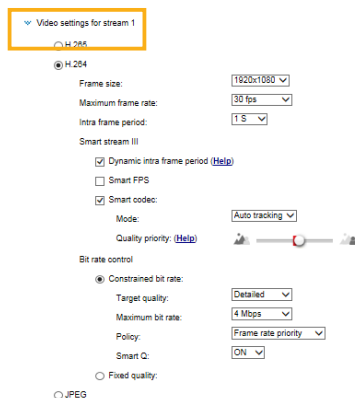 Video settings for stream 1
H.265
H.264
Frame size: 1920x1080
Maximum frame rate: 30 fps
Intra frame period: 1 S
Smart stream III
Dynamic intra frame period (Help)
Smart FPS
Smart codec:
Mode: Auto tracking
Quality priority: (Help)
Bit rate control
Constrained bit rate:
Target quality: Detailed
Maximum bit rate: 4 Mbps
Policy: Frame rate priority
Smart Q: ON
Fixed quality:
JPEG